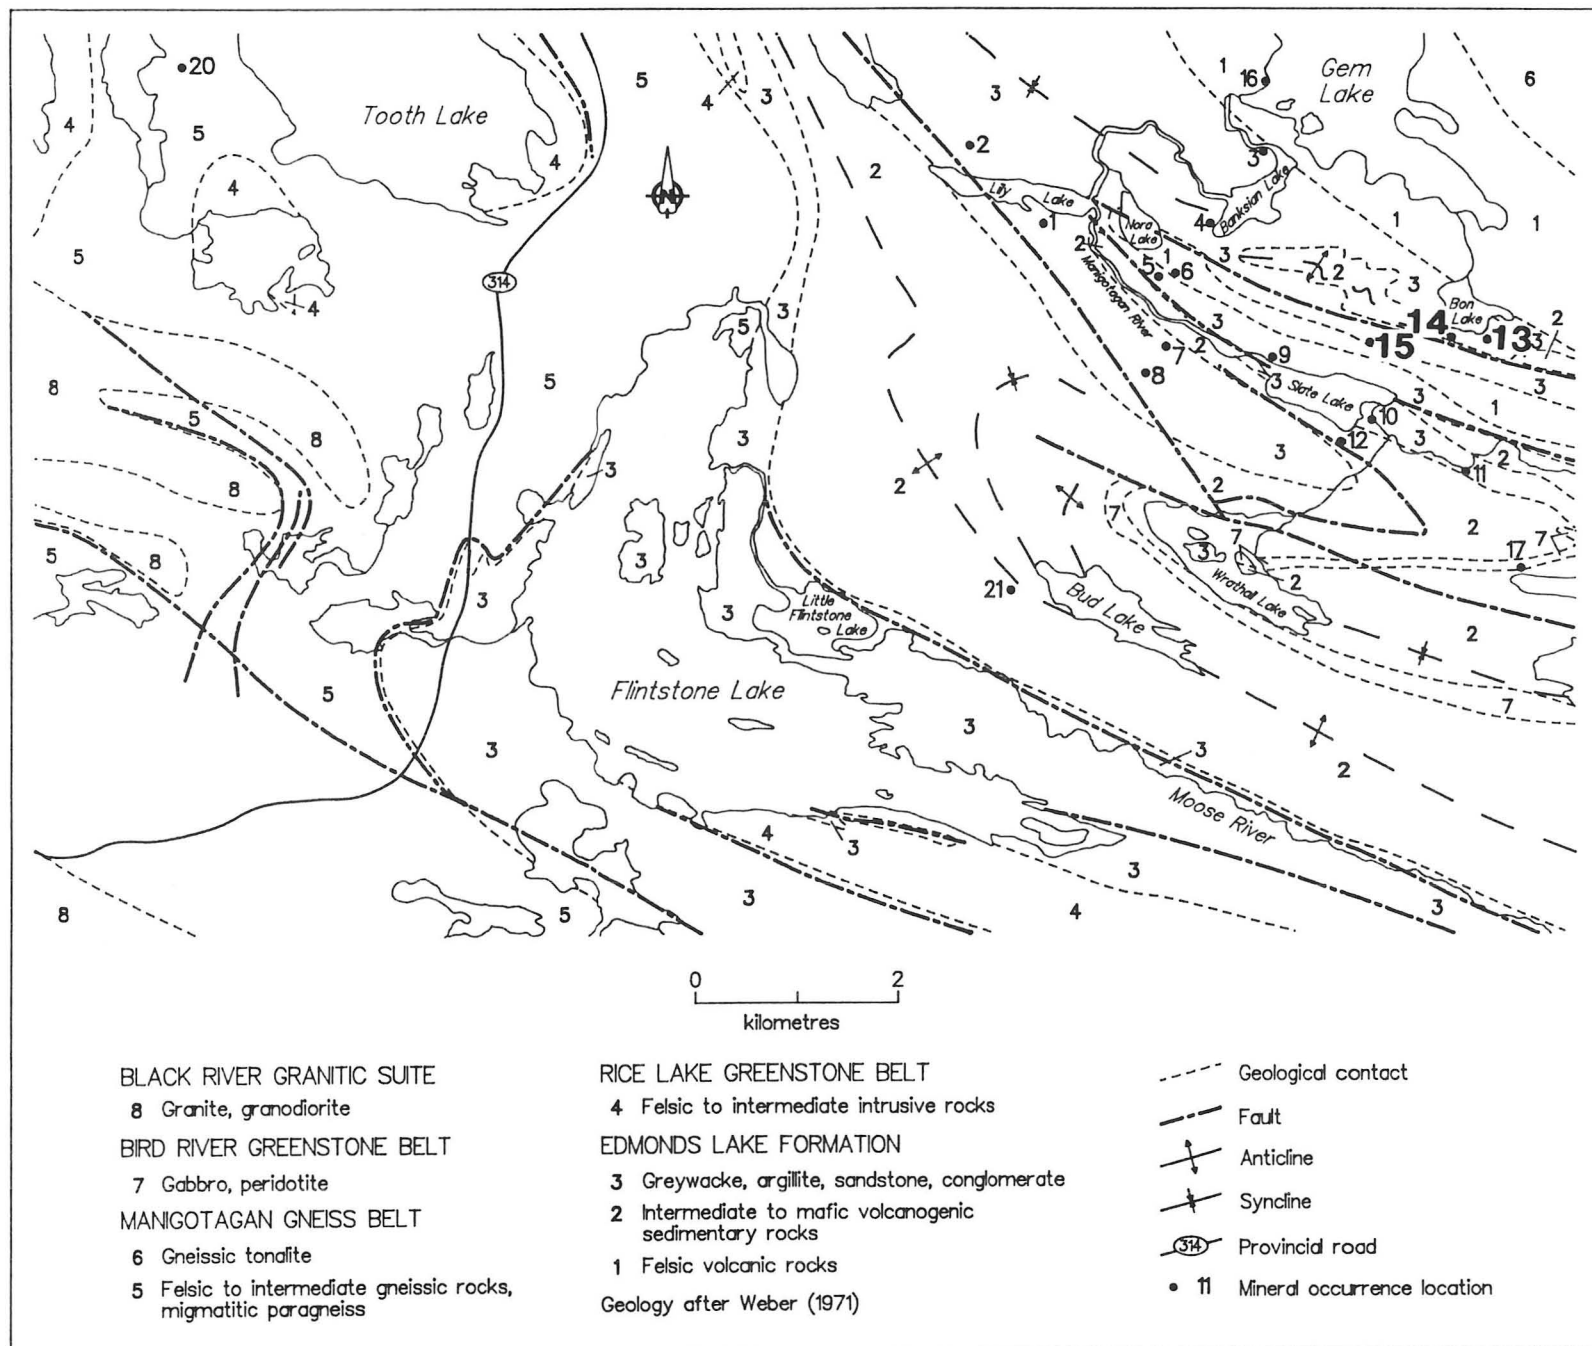 20
5
4
3
1
16
Gem
Lake
6
4
Tooth Lake
4
3
2
2
3
5
4
4
N
Lily
Lake
1
Nora
Lake
4
Banksian Lake
1
1
5
4
314
2
Manigotagan River
1
5
6
3
2
3
Bon
Lake
2
3
5
3
14
13
3
15
8
5
5
7
2
3
9
8
3
Slate Lake
3
3
1
8
3
3
2
10
12
3
2
11
8
3
2
7
2
7
3
7
2
17
5
8
3
3
3
Little
Flintstone
Lake
21
Bud Lake
Wrathall Lake
2
2
5
Flintstone Lake
3
3
3
7
2
Moose River
4
3
3
8
5
3
4
3
0
2
kilometres
BLACK RIVER GRANITIC SUITE
8 Granite, granodiorite
BIRD RIVER GREENSTONE BELT
7 Gabbro, peridotite
MANIGOTAGAN GNEISS BELT
6 Gneissic tonalite
5 Felsic to intermediate gneissic rocks,
migmatitic paragneiss
RICE LAKE GREENSTONE BELT
4 Felsic to intermediate intrusive rocks
EDMONDS LAKE FORMATION
3 Greywacke, argillite, sandstone, conglomerate
2 Intermediate to mafic volcanogenic
sedimentary rocks
1 Felsic volcanic rocks
Geology after Weber (1971)
Geological contact
Fault
Anticline
Syncline
314 Provincial road
11 Mineral occurrence location